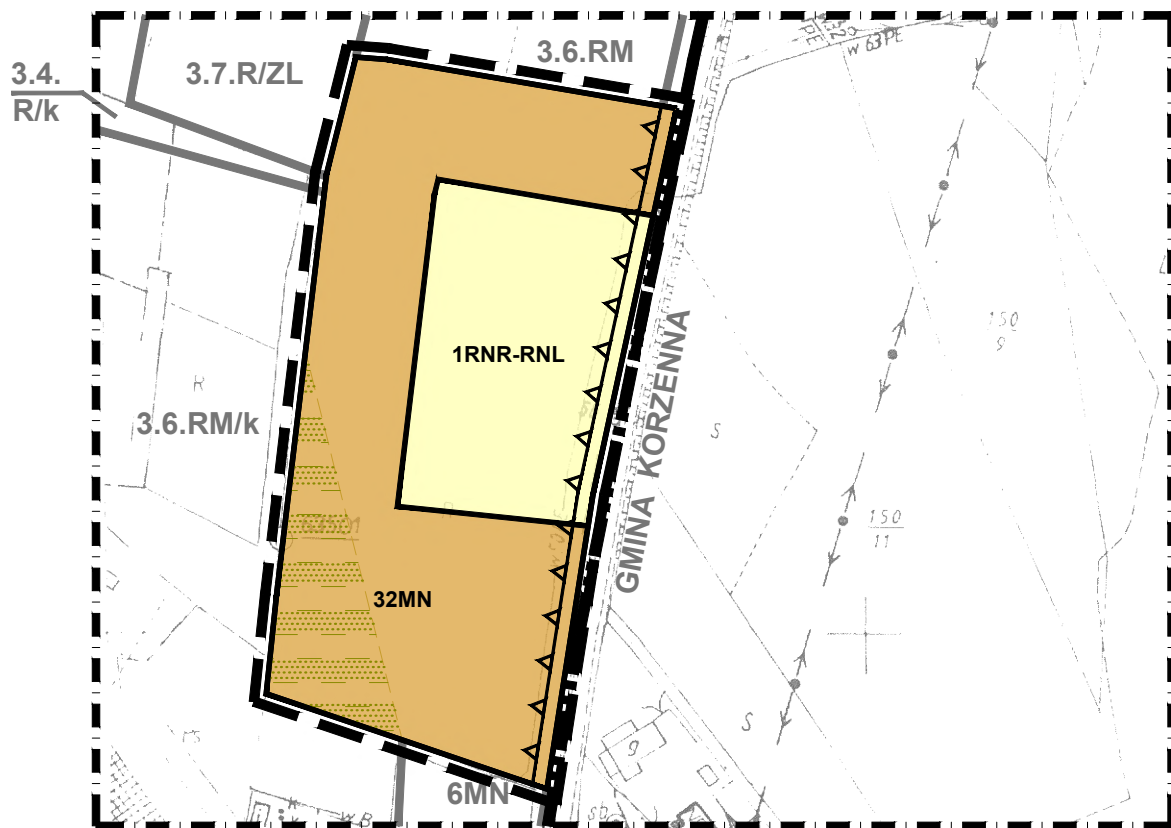 3.6.RM
3.4.
R/k
3.7.R/ZL
w 63PE
1RNR-RNL
150
9
GMINA KORZENNA
R
3.6.RM/k
S
150
11
32MN
S
g
6MN